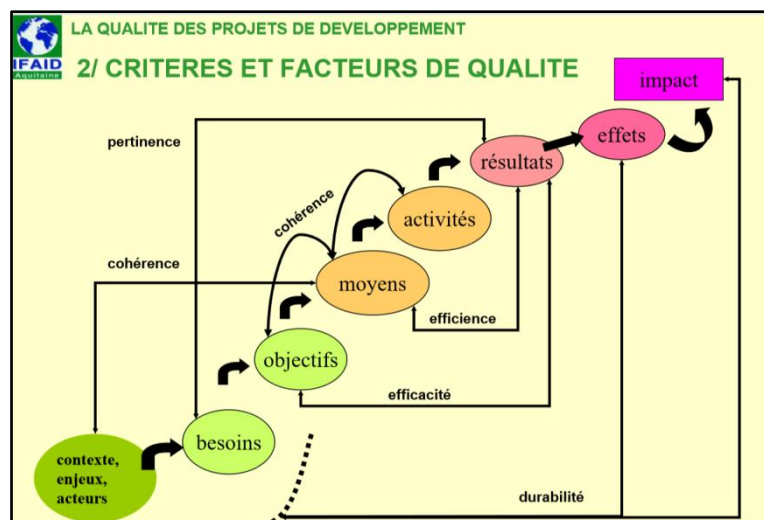 LA QUALITE DES PROJETS DE DEVELOPPEMENT
IFAID
Aquitaine
2/ CRITERES ET FACTEURS DE QUALITE
impact
effets
pertinence
résultats
cohérence
activités
cohérence
moyens
efficience
objectifs
efficacité
besoins
contexte,
enjeux,
acteurs
durabilité